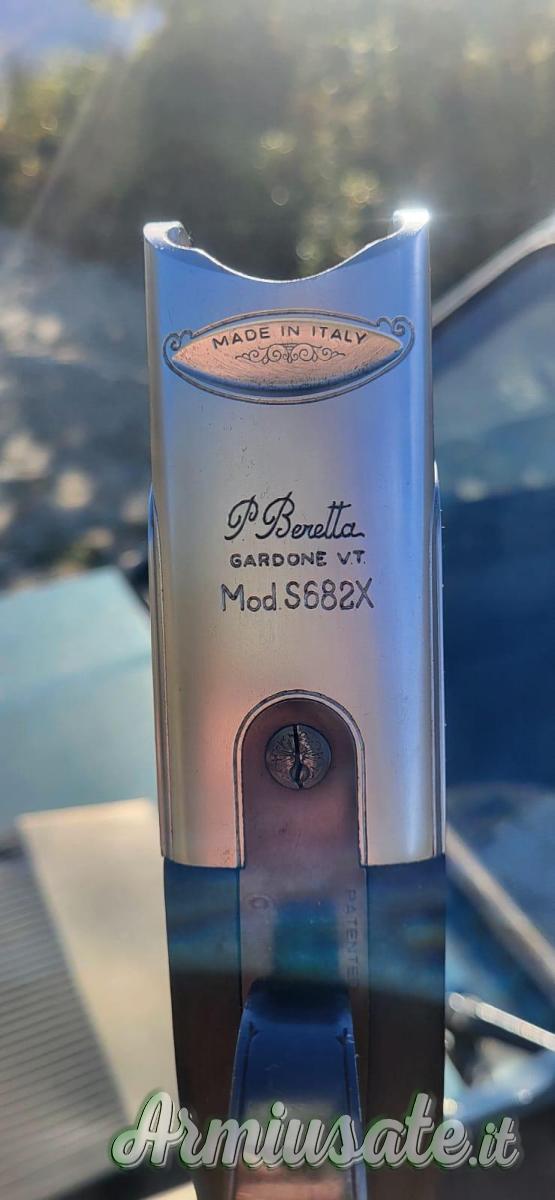 MADE IN ITALY
P Beretta
GARDONE V.T.
Mod.S682X
PATENTED
Armiusate.it